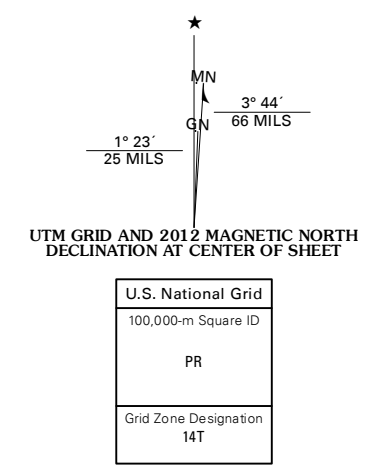 ★
MN
3° 44´
66 MILS
GN
1° 23´
25 MILS
UTM GRID AND 2012 MAGNETIC NORTH
DECLINATION AT CENTER OF SHEET
U.S. National Grid
100,000-m Square ID
PR
Grid Zone Designation
14T